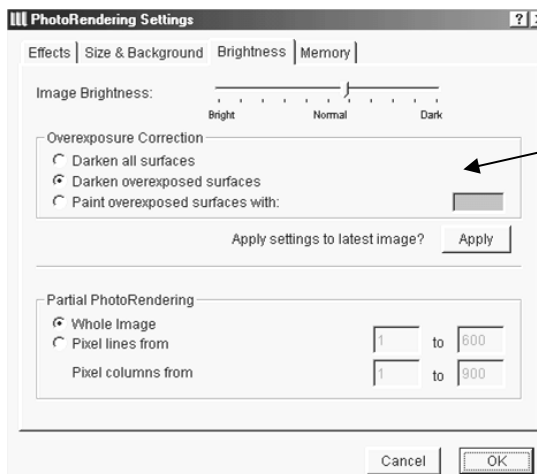 PhotoRendering Settings ?
Effects Size & Background Brightness Memory
Image Brightness:
Bright Normal Dark
Overexposure Correction
Darken all surfaces
Darken overexposed surfaces
Paint overexposed surfaces with:
Apply settings to latest image? Apply
Partial PhotoRendering
Whole Image
Pixel lines from 1 to 600
Pixel columns from 1 to 900
Cancel OK